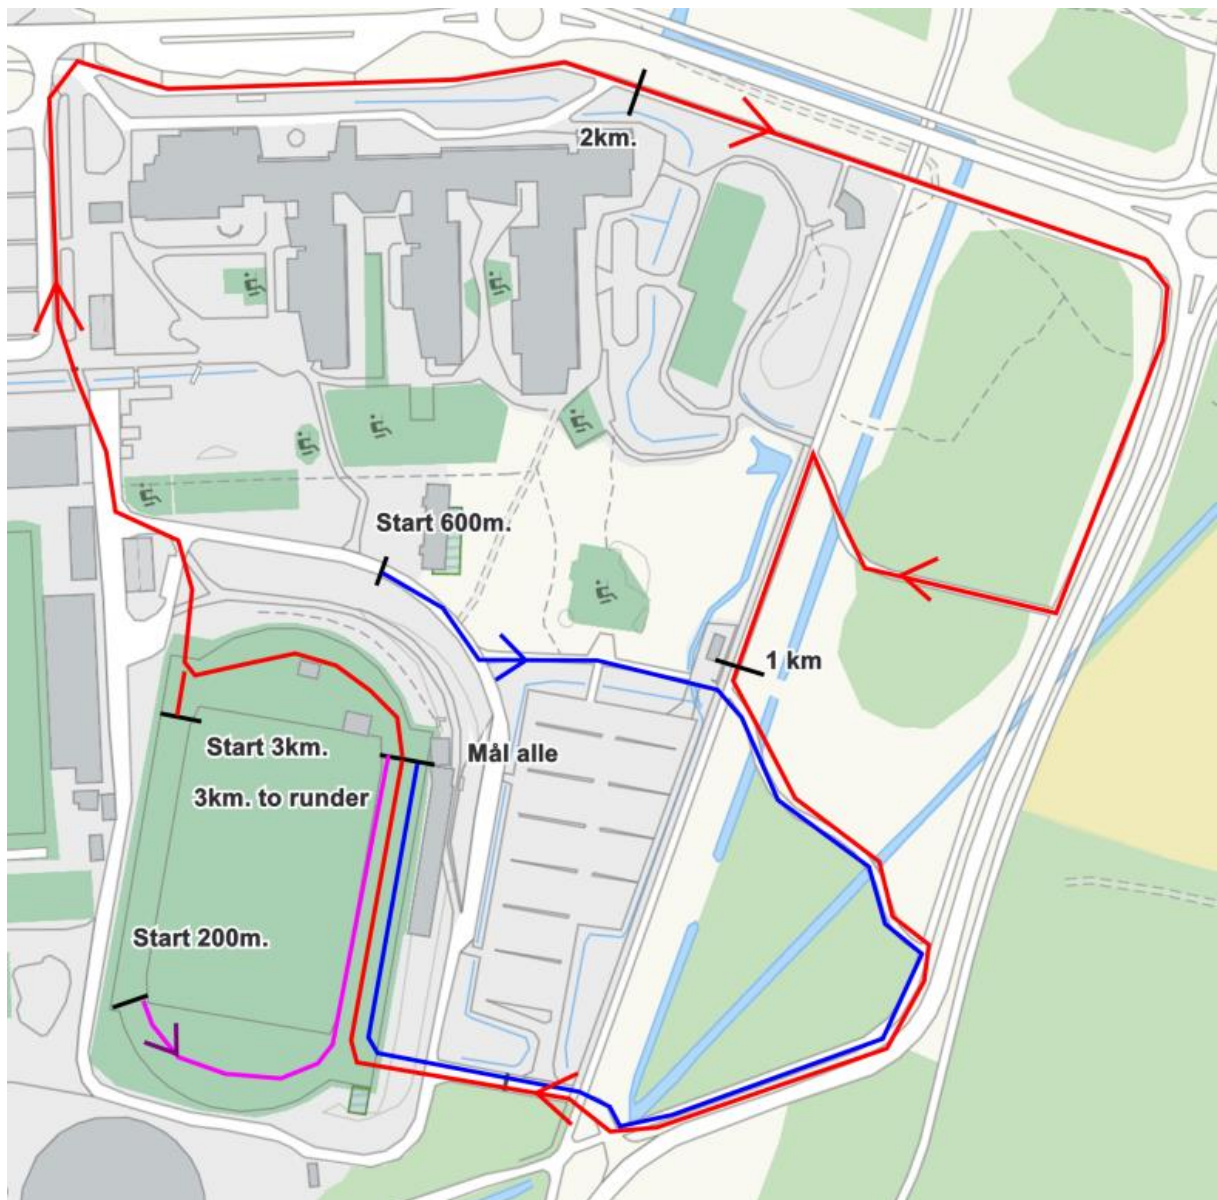 2km.
Start 600m.
1 km
Start 3km.
Mål alle
3km. to runder
Start 200m.